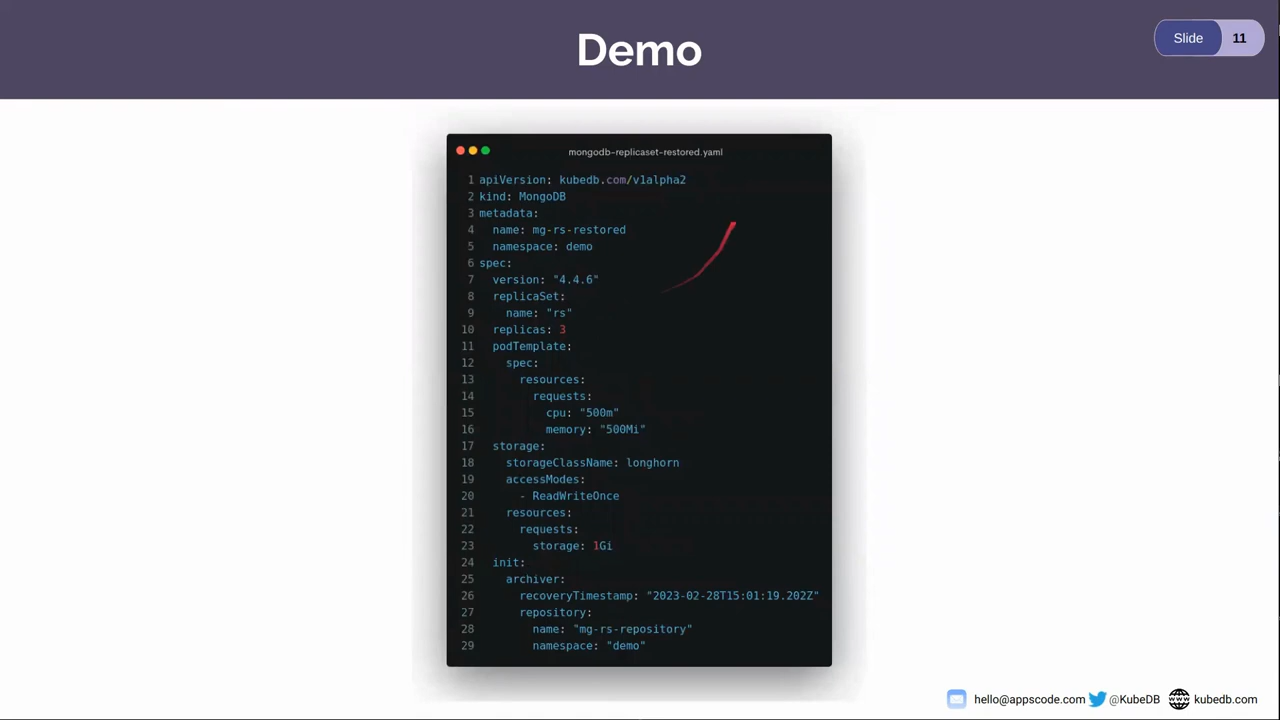 Demo
Slide 11
mongodb-replicaset-restored.yaml
1 apiVersion: kubedb.com/v1alpha2
2 kind: MongoDB
3 metadata:
4   name: mg-rs-restored
5   namespace: demo
6 spec:
7   version: "4.4.6"
8   replicaSet:
9     name: "rs"
10   replicas: 3
11   podTemplate:
12     spec:
13       resources:
14         requests:
15           cpu: "500m"
16           memory: "500Mi"
17   storage:
18     storageClassName: longhorn
19     accessModes:
20       - ReadWriteOnce
21     resources:
22       requests:
23         storage: 1Gi
24   init:
25     archiver:
26       recoveryTimestamp: "2023-02-28T15:01:19.202Z"
27       repository:
28         name: "mg-rs-repository"
29         namespace: "demo"
hello@appscode.com @KubeDB WWW kubedb.com